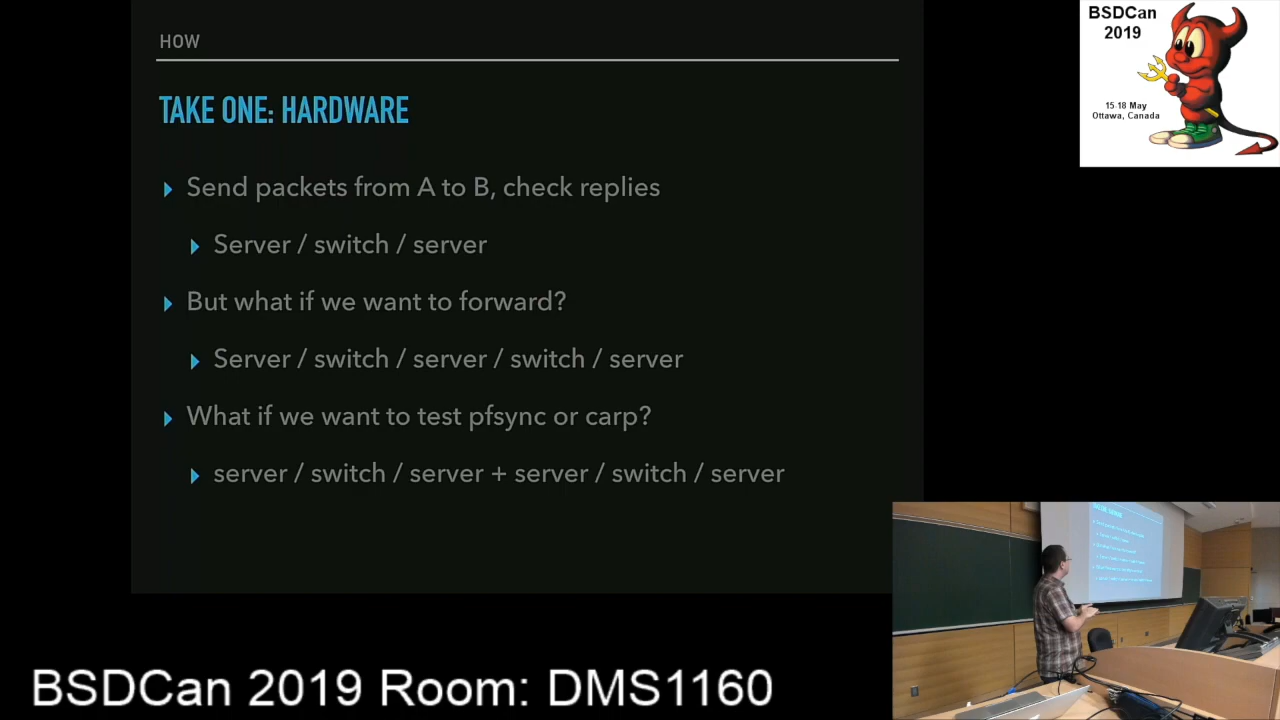 HOW
TAKE ONE: HARDWARE
Send packets from A to B, check replies
Server / switch / server
But what if we want to forward?
Server / switch / server / switch / server
What if we want to test pfsync or carp?
server / switch / server + server / switch / server
BSDCan
2019
15-18 May
Ottawa, Canada
BSDCan 2019 Room: DMS1160